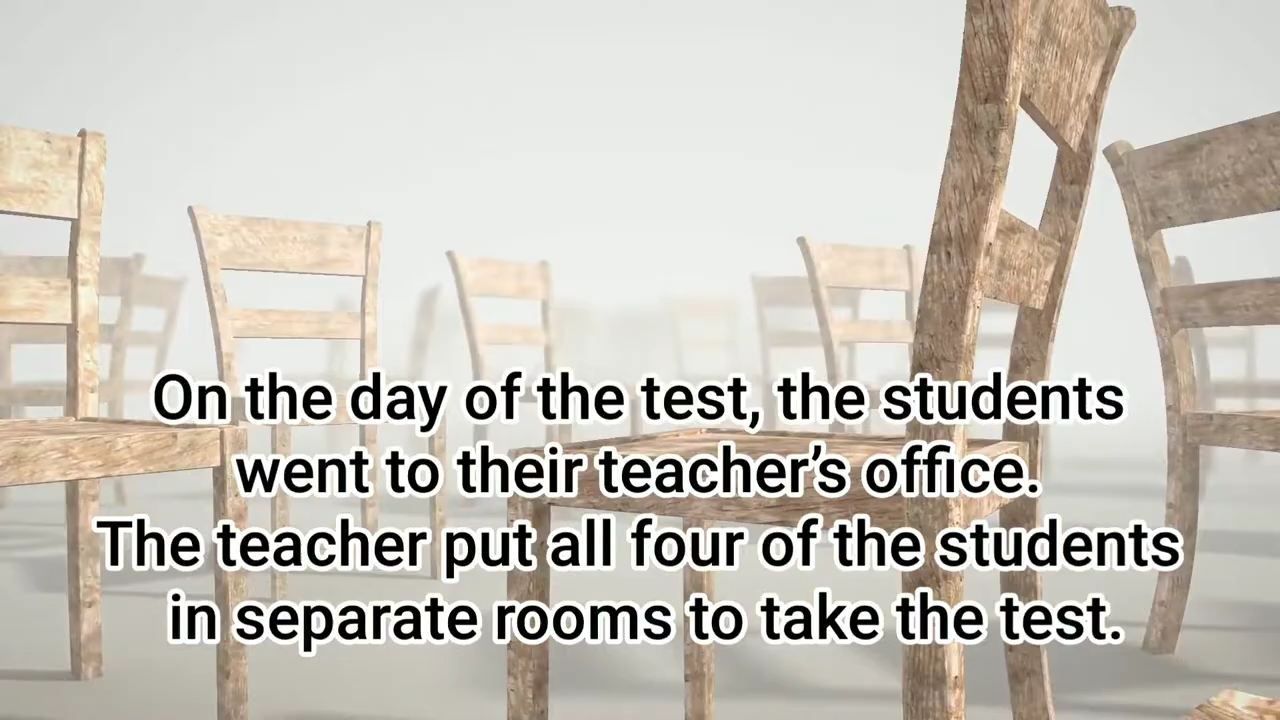 On the day of the test, the students
went to their teacher’s office.
The teacher put all four of the students
in separate rooms to take the test.